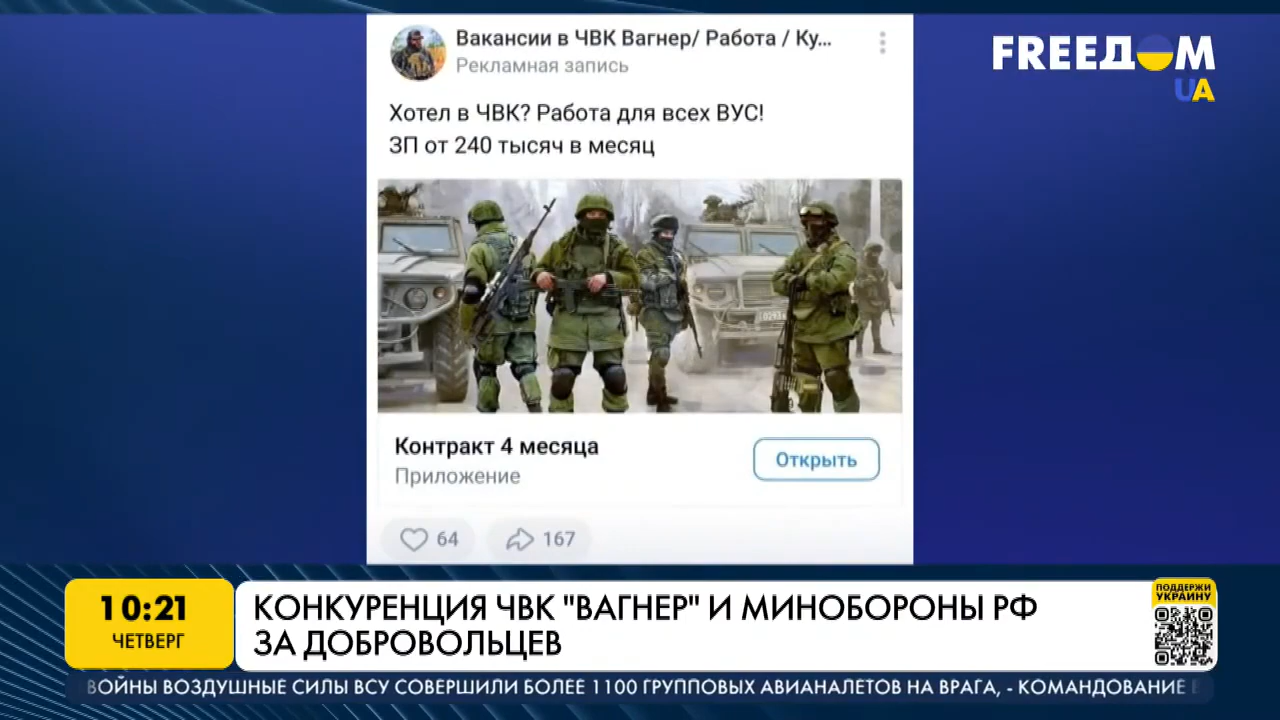 Вакансии в ЧВК Вагнер/ Работа / Ку...
Рекламная запись
FREEДOM
UA
Хотел в ЧВК? Работа для всех ВУС!
ЗП от 240 тысяч в месяц
Контракт 4 месяца
Приложение
Открыть
64
167
10:21
ЧЕТВЕРГ
КОНКУРЕНЦИЯ ЧВК "ВАГНЕР" И МИНОБОРОНЫ РФ
ЗА ДОБРОВОЛЬЦЕВ
ПОДДЕРЖИ
УКРАИНУ
ВОЙНЫ ВОЗДУШНЫЕ СИЛЫ ВСУ СОВЕРШИЛИ БОЛЕЕ 1100 ГРУППОВЫХ АВИАНАЛЕТОВ НА ВРАГА, - КОМАНДОВАНИЕ